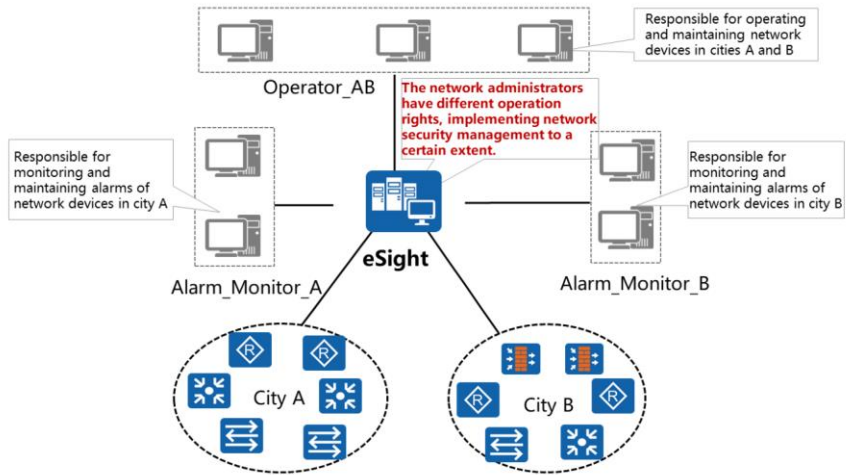 Responsible for operating
and maintaining network
devices in cities A and B
Operator_AB
The network administrators
have different operation
rights, implementing network
security management to a
certain extent.
Responsible for
monitoring and
maintaining alarms of
network devices in city A
Responsible for
monitoring and
maintaining alarms of
network devices in city B
eSight
Alarm_Monitor_A
Alarm_Monitor_B
R
R
City A
R
City B
R